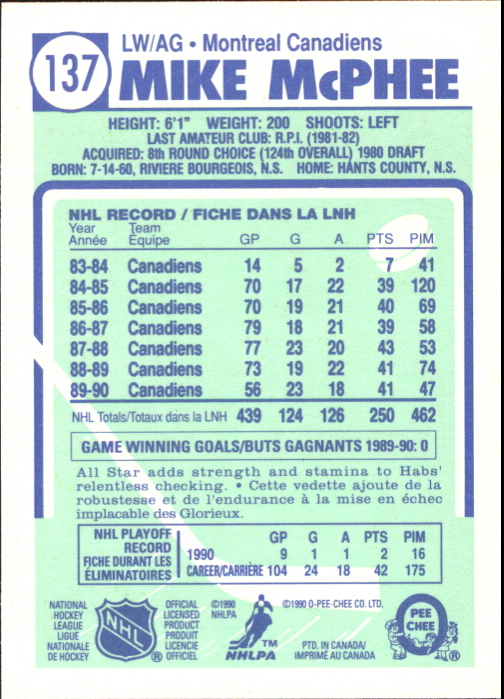 137
LW/AG • Montreal Canadiens
MIKE McPHEE
HEIGHT: 6'1" WEIGHT: 200 SHOOTS: LEFT
LAST AMATEUR CLUB: R.P.I. (1981-82)
ACQUIRED: 8th ROUND CHOICE (124th OVERALL) 1980 DRAFT
BORN: 7-14-60, RIVIERE BOURGEOIS, N.S. HOME: HANTS COUNTY, N.S.
NHL RECORD / FICHE DANS LA LNH
Year Team
Année Équipe GP G A PTS PIM
83-84 Canadiens 14 5 2 7 41
84-85 Canadiens 70 17 22 39 120
85-86 Canadiens 70 19 21 40 69
86-87 Canadiens 79 18 21 39 58
87-88 Canadiens 77 23 20 43 53
88-89 Canadiens 73 19 22 41 74
89-90 Canadiens 56 23 18 41 47
NHL Totals/Totaux dans la LNH 439 124 126 250 462
GAME WINNING GOALS/BUTS GAGNANTS 1989-90: 0
All Star adds strength and stamina to Habs'
relentless checking. • Cette vedette ajoute de la
robustesse et de l'endurance à la mise en échec
implacable des Glorieux.
NHL PLAYOFF
RECORD
FICHE DURANT LES
ÉLIMINATOIRES
GP G A PTS PIM
1990 9 1 1 2 16
CAREER/CARRIÈRE 104 24 18 42 175
NATIONAL
HOCKEY
LEAGUE
LIGUE
NATIONALE
DE HOCKEY
NHL
®
OFFICIAL
LICENSED
PRODUCT
PRODUIT
LICENCIE
OFFICIEL
©1990
NHLPA
TM
NHLPA
©1990 O-PEE-CHEE CO. LTD.
PTD. IN CANADA/
IMPRIMÉ AU CANADA
O
PEE
CHEE
®